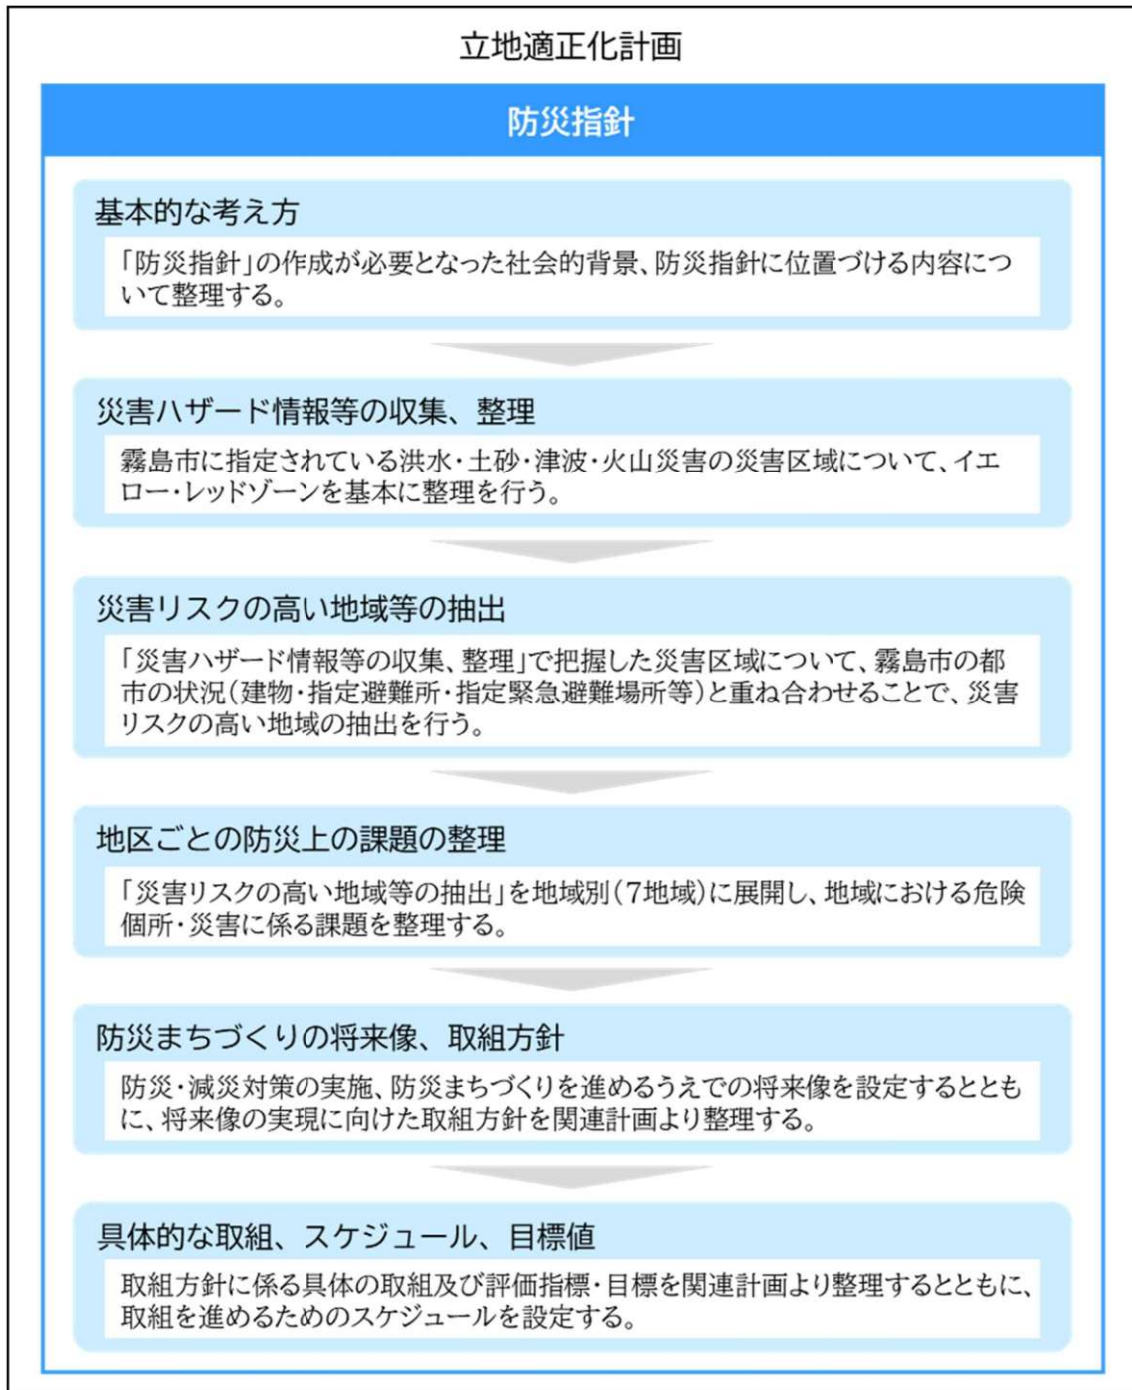 立地適正化計画
防災指針
基本的な考え方
「防災指針」の作成が必要となった社会的背景、防災指針に位置づける内容につ
いて整理する。
災害ハザード情報等の収集、整理
霧島市に指定されている洪水・土砂・津波・火山災害の災害区域について、イエ
ロー・レッドゾーンを基本に整理を行う。
災害リスクの高い地域等の抽出
「災害ハザード情報等の収集、整理」で把握した災害区域について、霧島市の都
市の状況(建物・指定避難所・指定緊急避難場所等)と重ね合わせることで、災害
リスクの高い地域の抽出を行う。
地区ごとの防災上の課題の整理
「災害リスクの高い地域等の抽出」を地域別(7地域)に展開し、地域における危険
個所・災害に係る課題を整理する。
防災まちづくりの将来像、取組方針
防災・減災対策の実施、防災まちづくりを進めるうえでの将来像を設定するととも
に、将来像の実現に向けた取組方針を関連計画より整理する。
具体的な取組、スケジュール、目標値
取組方針に係る具体の取組及び評価指標・目標を関連計画より整理するとともに、
取組を進めるためのスケジュールを設定する。